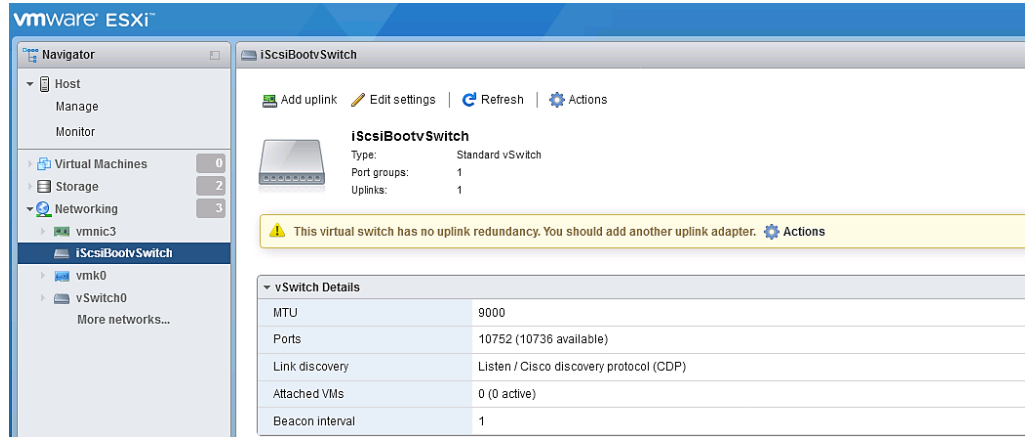 vmware ESXi™
Navigator
Host
Manage
Monitor
Virtual Machines 0
Storage 2
Networking 3
vmnic3
iScsiBootvSwitch
vmk0
vSwitch0
More networks...
iScsiBootvSwitch
Add uplink Edit settings Refresh Actions
iScsiBootvSwitch
Type: Standard vSwitch
Port groups: 1
Uplinks: 1
This virtual switch has no uplink redundancy. You should add another uplink adapter. Actions
vSwitch Details
MTU 9000
Ports 10752 (10736 available)
Link discovery Listen / Cisco discovery protocol (CDP)
Attached VMs 0 (0 active)
Beacon interval 1